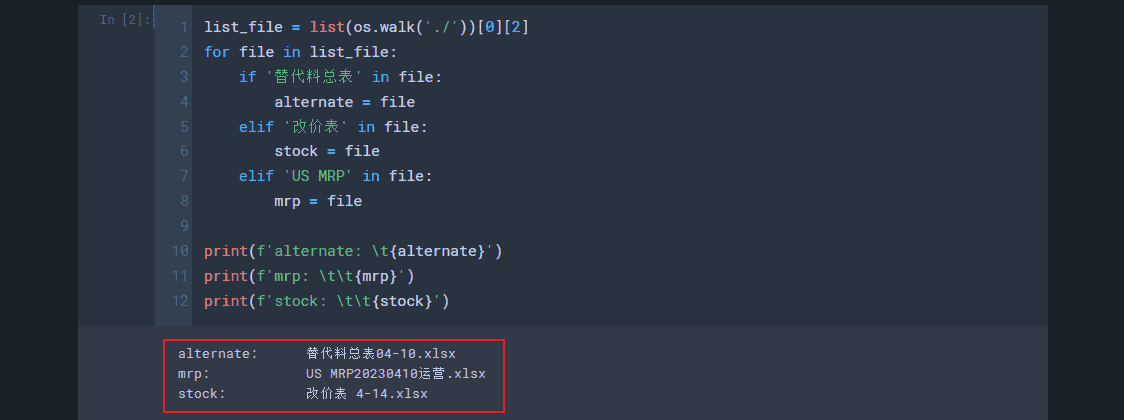 In [2]:
1 list_file = list(os.walk('./'))[0][2]
2 for file in list_file:
3     if '替代料总表' in file:
4         alternate = file
5     elif '改价表' in file:
6         stock = file
7     elif 'US MRP' in file:
8         mrp = file
9
10 print(f'alternate: \t{alternate}')
11 print(f'mrp: \t\t{mrp}')
12 print(f'stock: \t\t{stock}')
alternate:      替代料总表04-10.xlsx
mrp:            US MRP20230410运营.xlsx
stock:          改价表 4-14.xlsx